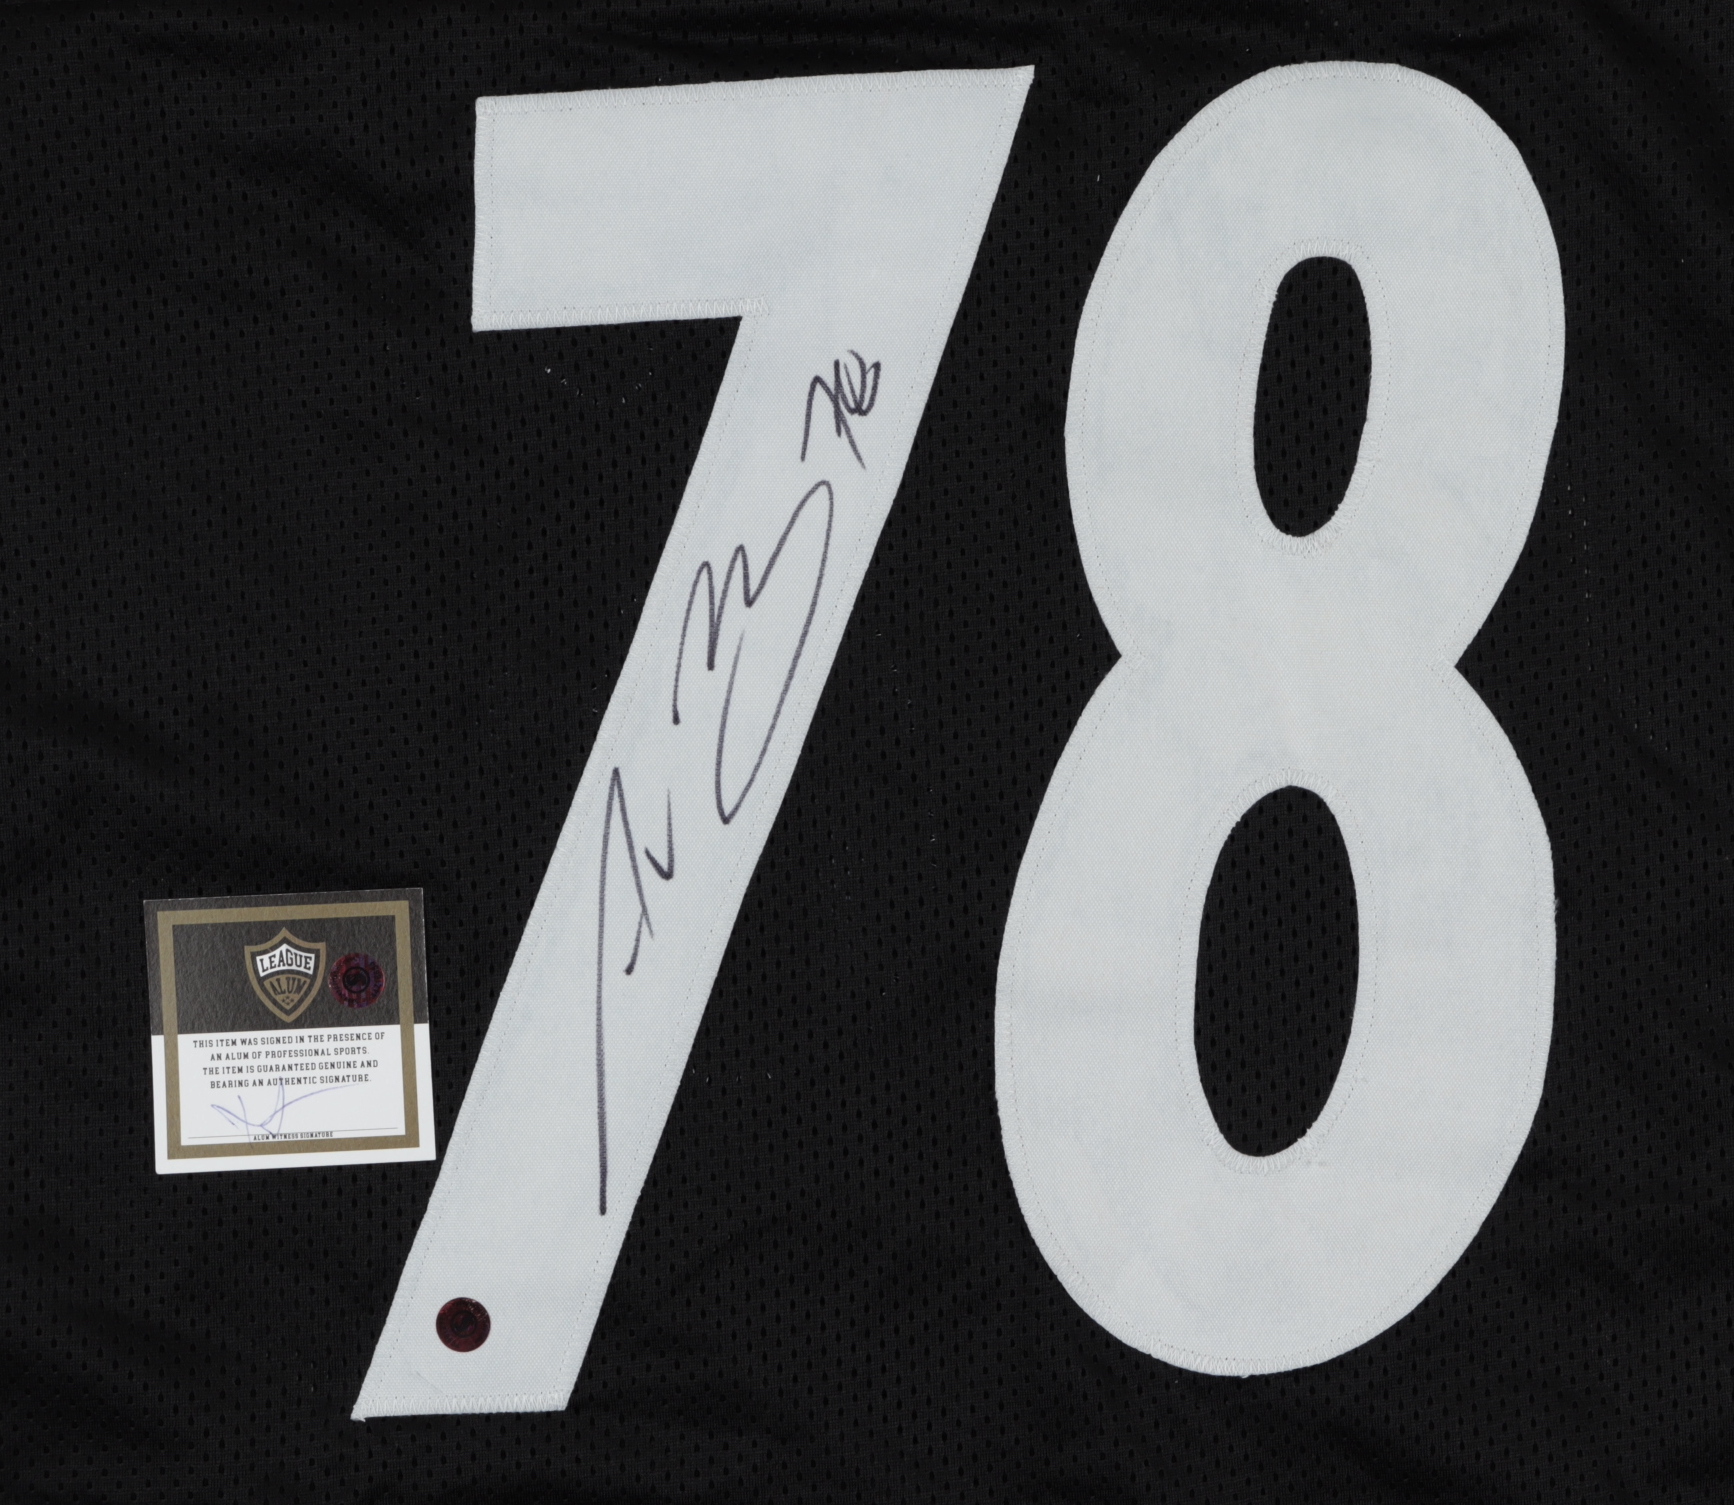 78
78
LEAGUE
ALUM
THIS ITEM WAS SIGNED IN THE PRESENCE OF
AN ALUM OF PROFESSIONAL SPORTS.
THE ITEM IS GUARANTEED GENUINE AND
BEARING AN AUTHENTIC SIGNATURE.
ALUM WITNESS SIGNATURE